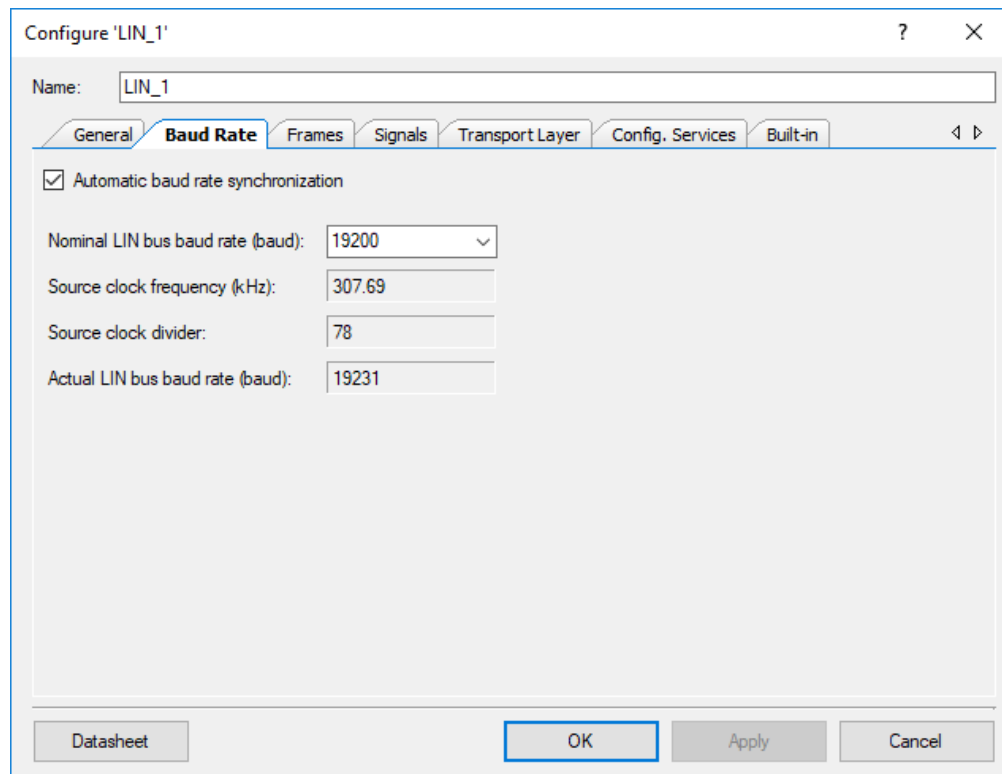 Configure 'LIN_1'
Name: LIN_1
General Baud Rate Frames Signals Transport Layer Config. Services Built-in
Automatic baud rate synchronization
Nominal LIN bus baud rate (baud): 19200
Source clock frequency (kHz): 307.69
Source clock divider: 78
Actual LIN bus baud rate (baud): 19231
Datasheet OK Apply Cancel